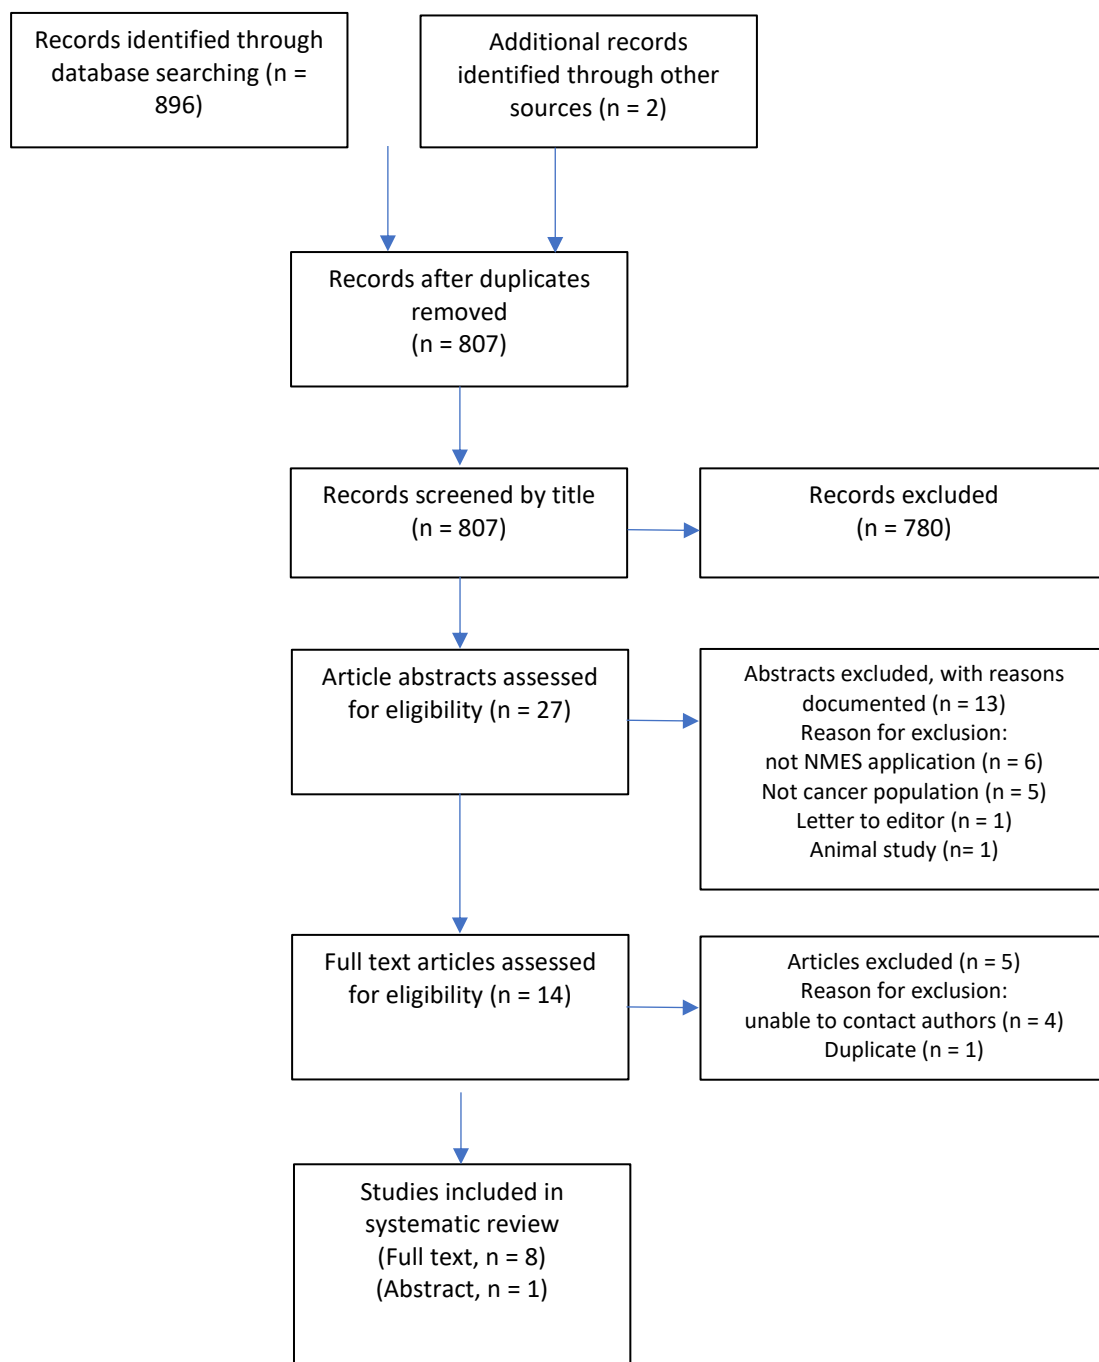 Records identified through
database searching (n =
896)
Additional records
identified through other
sources (n = 2)
Records after duplicates
removed
(n = 807)
Records screened by title
(n = 807)
Records excluded
(n = 780)
Article abstracts assessed
for eligibility (n = 27)
Abstracts excluded, with reasons
documented (n = 13)
Reason for exclusion:
not NMES application (n = 6)
Not cancer population (n = 5)
Letter to editor (n = 1)
Animal study (n= 1)
Full text articles assessed
for eligibility (n = 14)
Articles excluded (n = 5)
Reason for exclusion:
unable to contact authors (n = 4)
Duplicate (n = 1)
Studies included in
systematic review
(Full text, n = 8)
(Abstract, n = 1)